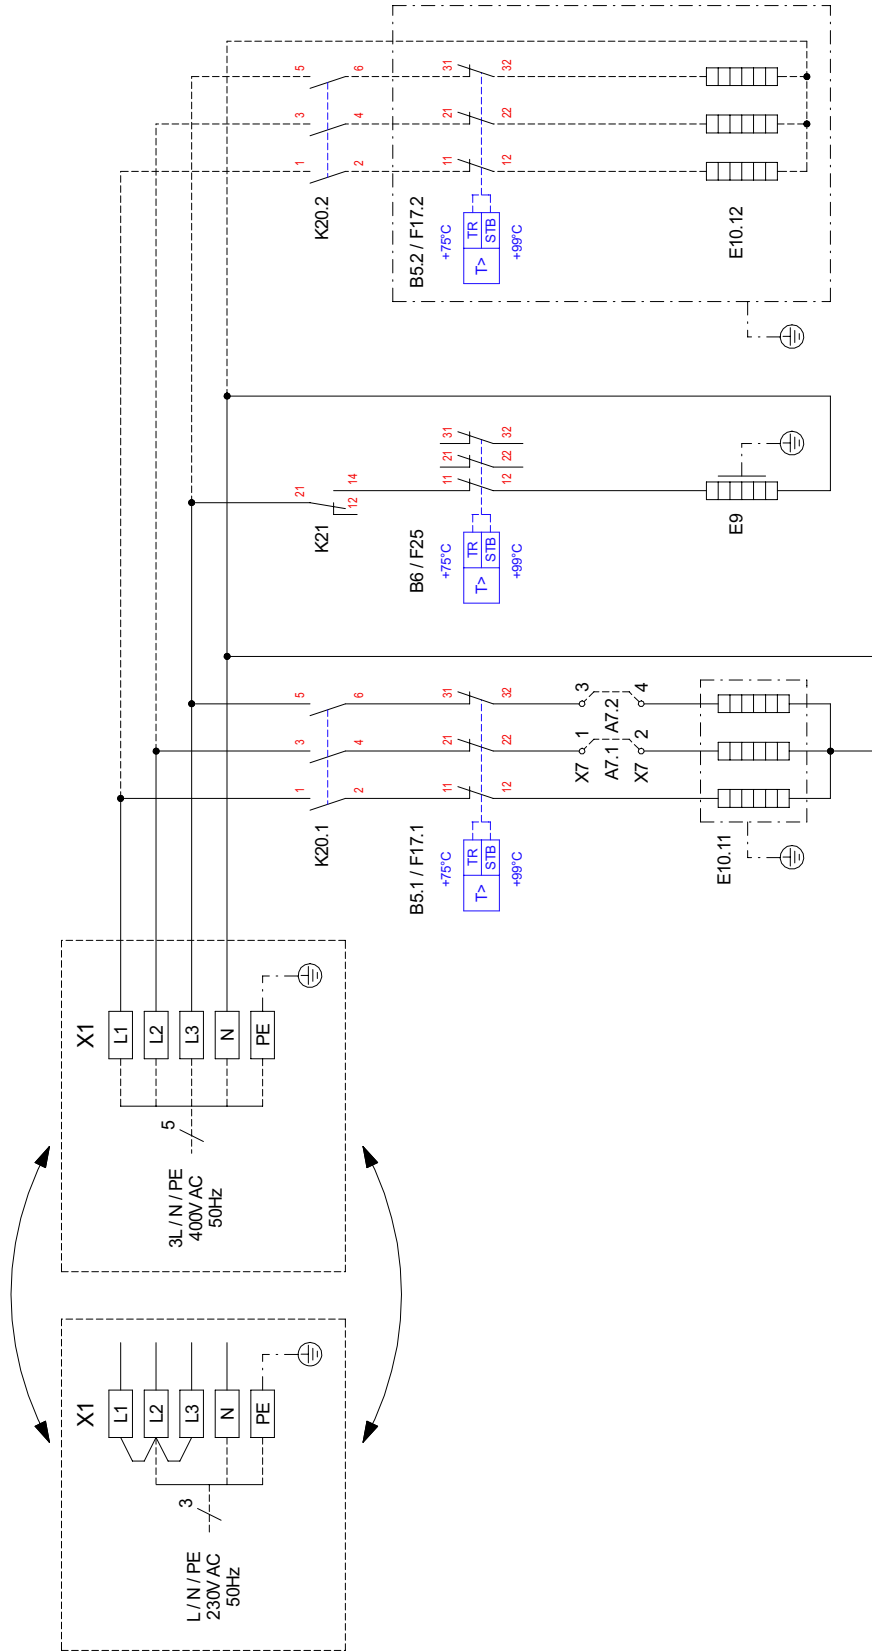 L / N / PE
230V AC
50Hz
3
X1
L1
L2
L3
N
PE
3L / N / PE
400V AC
50Hz
5
X1
L1
L2
L3
N
PE
K20.1
1
2
3
4
5
6
B5.1 / F17.1
+75°C
T>
TR
STB
+99°C
11
12
21
22
31
32
X7 1
A7.1
X7 2
3
A7.2
4
E10.11
K21
21
12
14
B6 / F25
+75°C
T>
TR
STB
+99°C
11
12
21
22
31
32
E9
K20.2
1
2
3
4
5
6
B5.2 / F17.2
+75°C
T>
TR
STB
+99°C
11
12
21
22
31
32
E10.12